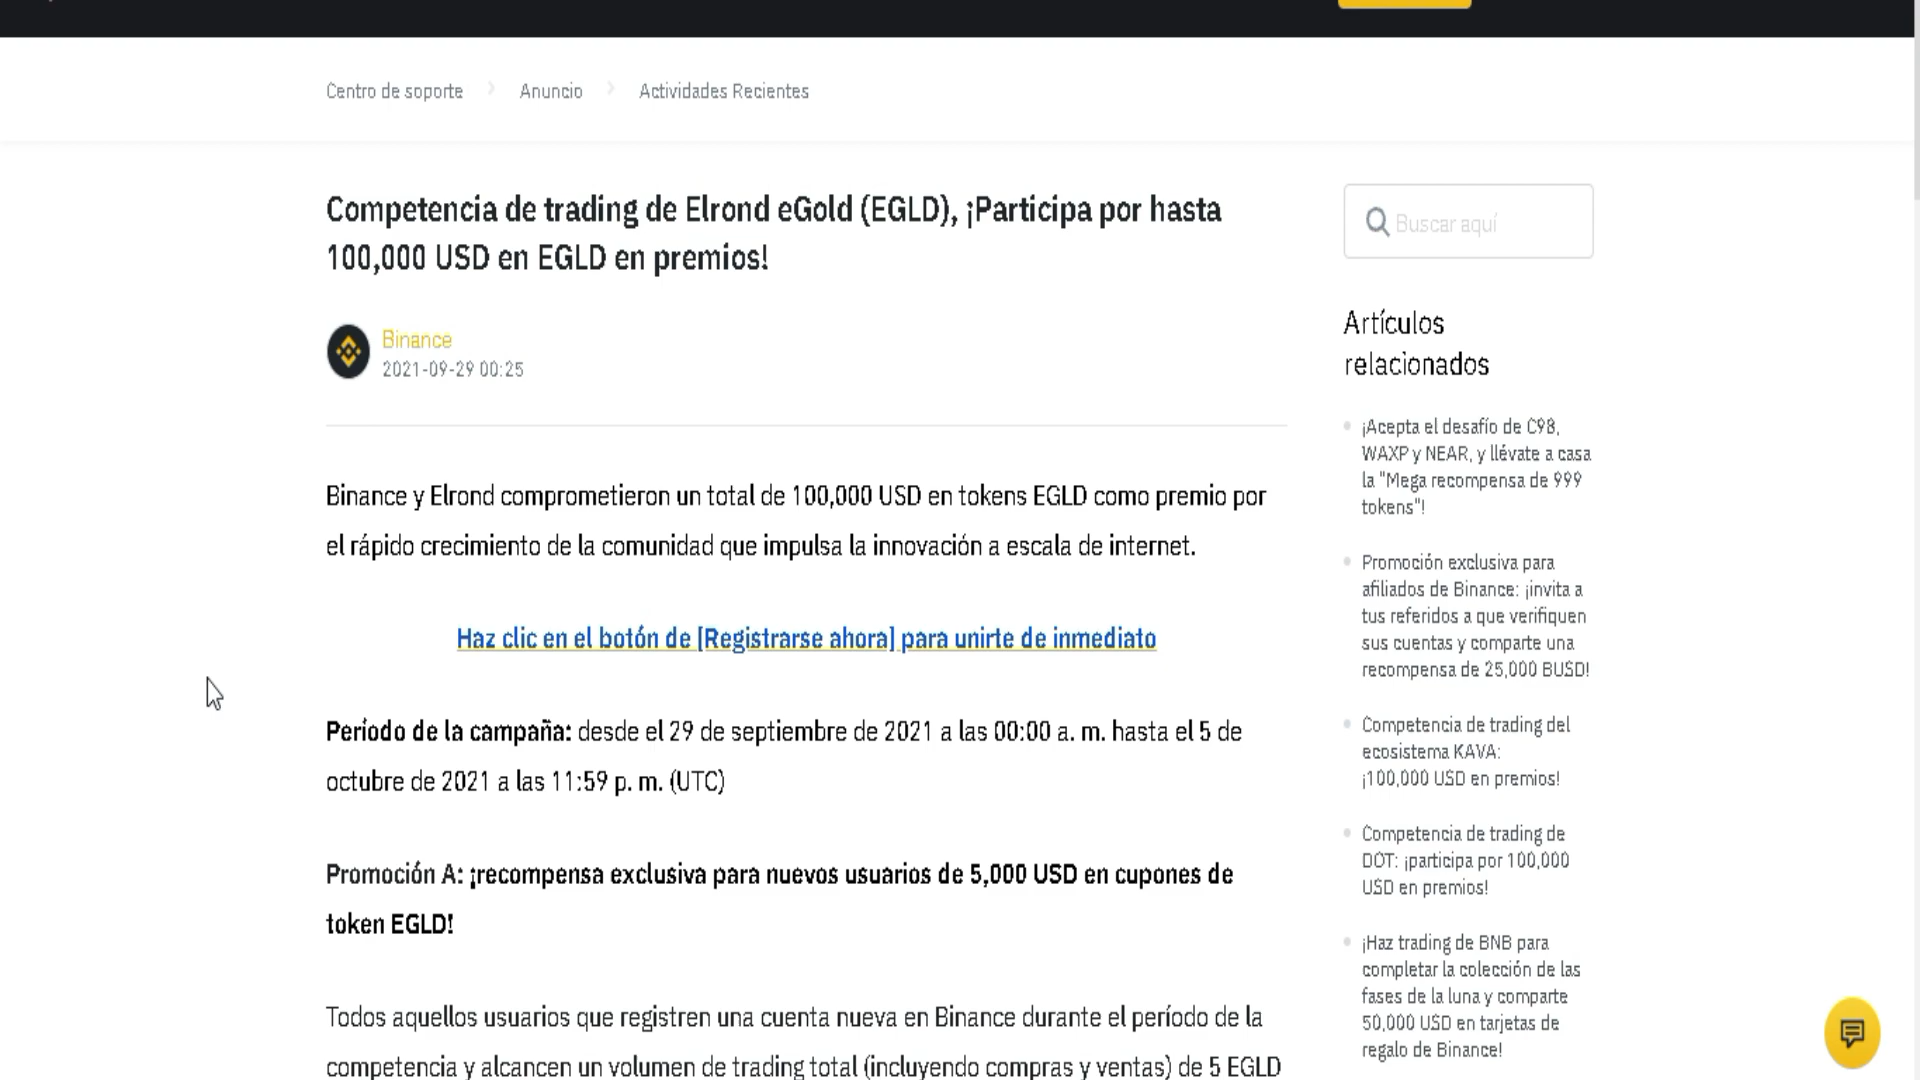 Centro de soporte
Anuncio
Actividades Recientes
Competencia de trading de Elrond eGold (EGLD), ¡Participa por hasta
100,000 USD en EGLD en premios!
Binance
2021-09-29 00:25
Binance y Elrond comprometieron un total de 100,000 USD en tokens EGLD como premio por
el rápido crecimiento de la comunidad que impulsa la innovación a escala de internet.
Haz clic en el botón de [Registrarse ahora] para unirte de inmediato
Período de la campaña: desde el 29 de septiembre de 2021 a las 00:00 a. m. hasta el 5 de
octubre de 2021 a las 11:59 p. m. (UTC)
Promoción A: ¡recompensa exclusiva para nuevos usuarios de 5,000 USD en cupones de
token EGLD!
Todos aquellos usuarios que registren una cuenta nueva en Binance durante el período de la
competencia y alcancen un volumen de trading total (incluyendo compras y ventas) de 5 EGLD
Buscar aquí
Artículos
relacionados
¡Acepta el desafío de C98,
WAXP y NEAR, y llévate a casa
la "Mega recompensa de 999
tokens"!
Promoción exclusiva para
afiliados de Binance: ¡invita a
tus referidos a que verifiquen
sus cuentas y comparte una
recompensa de 25,000 BUSD!
Competencia de trading del
ecosistema KAVA:
¡100,000 USD en premios!
Competencia de trading de
DOT: ¡participa por 100,000
USD en premios!
¡Haz trading de BNB para
completar la colección de las
fases de la luna y comparte
50,000 USD en tarjetas de
regalo de Binance!